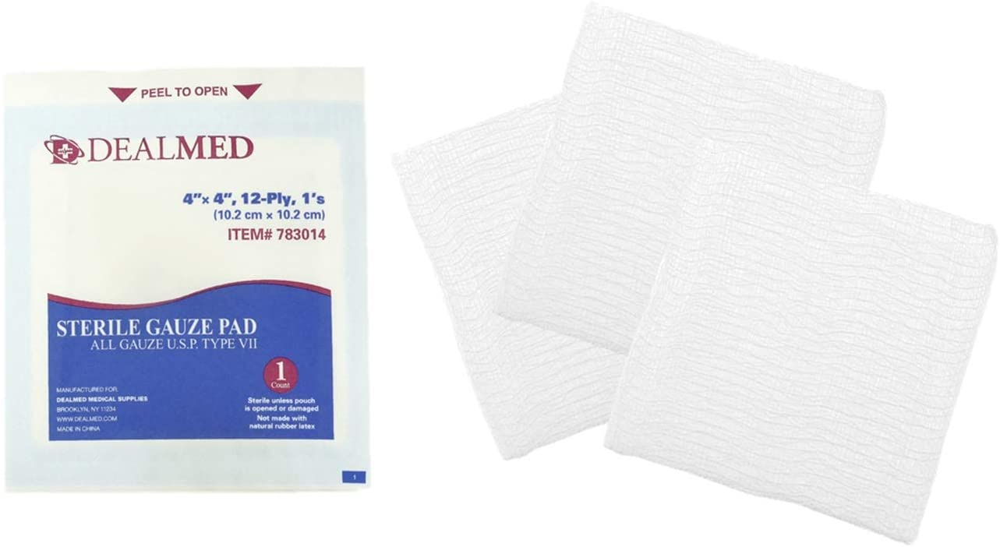 PEEL TO OPEN
DEALMED
4"x 4", 12-Ply, 1's
(10.2 cm × 10.2 cm)
ITEM# 783014
STERILE GAUZE PAD
ALL GAUZE U.S.P. TYPE VII
1
Count
MANUFACTURED FOR:
DEALMED MEDICAL SUPPLIES
BROOKLYN, NY 11234
WWW.DEALMED.COM
MADE IN CHINA
Sterile unless pouch
is opened or damaged
Not made with
natural rubber latex
1